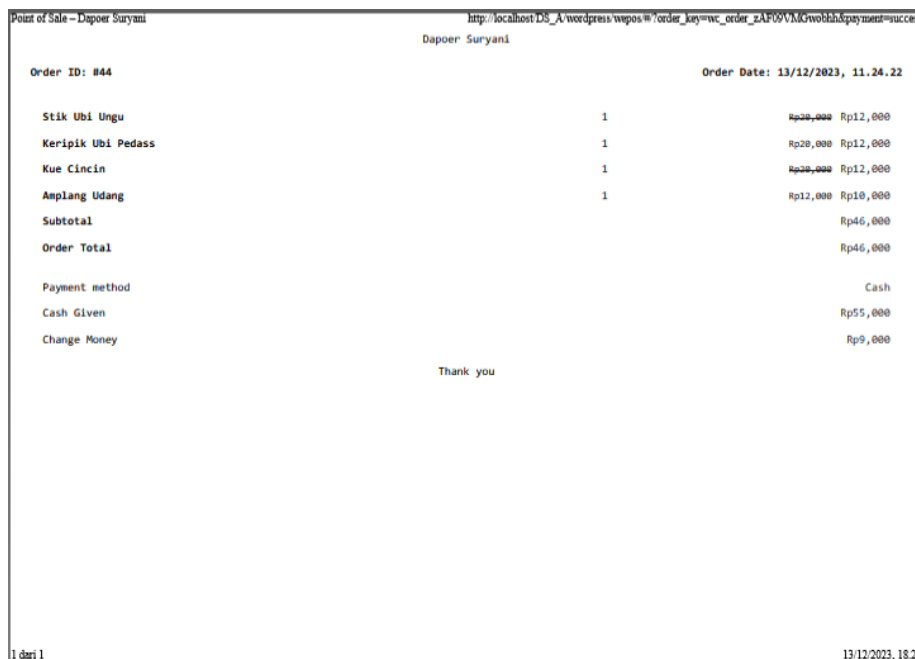 Point of Sale – Dapoer Suryani http://localhost/DS_A/wordpress/wepos/#/?order_key=wc_order_zAF09VMGwobhh&payment=succe
Dapoer Suryani
Order ID: #44 Order Date: 13/12/2023, 11.24.22
Stik Ubi Ungu 1 Rp20,000 Rp12,000
Keripik Ubi Pedass 1 Rp20,000 Rp12,000
Kue Cincin 1 Rp20,000 Rp12,000
Amplang Udang 1 Rp12,000 Rp10,000
Subtotal Rp46,000
Order Total Rp46,000
Payment method Cash
Cash Given Rp55,000
Change Money Rp9,000
Thank you
1 dari 1 13/12/2023, 18.2